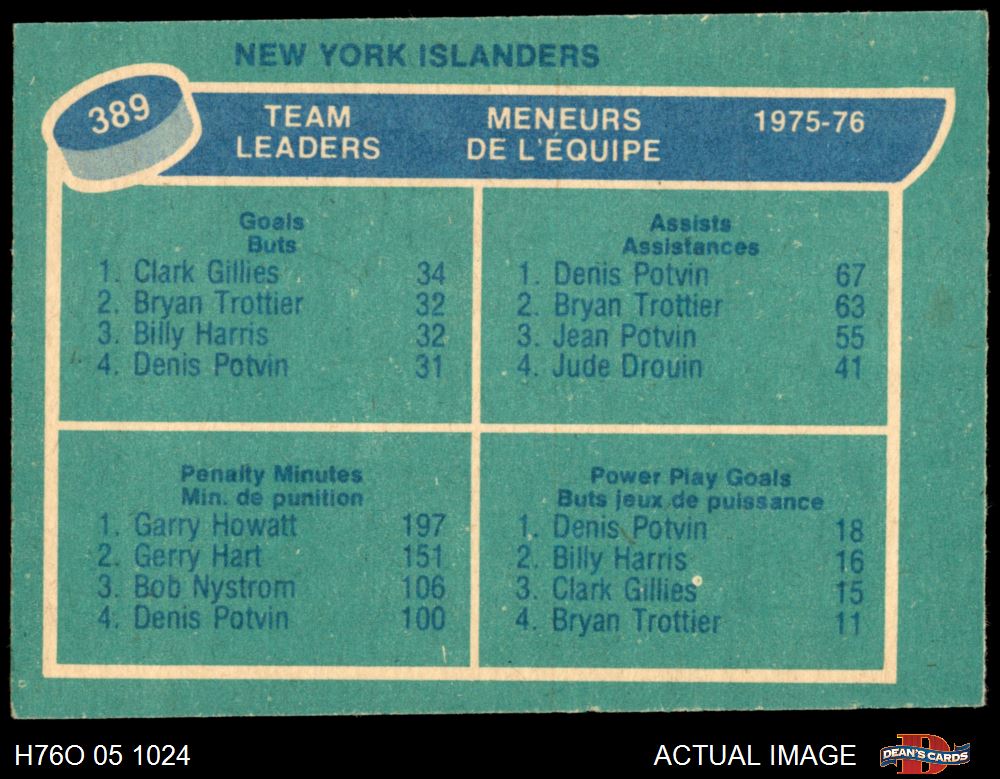 NEW YORK ISLANDERS
389
TEAM LEADERS
MENEURS DE L'ÉQUIPE
1975-76
Goals
Buts
1. Clark Gillies 34
2. Bryan Trottier 32
3. Billy Harris 32
4. Denis Potvin 31
Assists
Assistances
1. Denis Potvin 67
2. Bryan Trottier 63
3. Jean Potvin 55
4. Jude Drouin 41
Penalty Minutes
Min. de punition
1. Garry Howatt 197
2. Gerry Hart 151
3. Bob Nystrom 106
4. Denis Potvin 100
Power Play Goals
Buts jeux de puissance
1. Denis Potvin 18
2. Billy Harris 16
3. Clark Gillies 15
4. Bryan Trottier 11
H76O 05 1024
ACTUAL IMAGE
D
DEAN'S CARDS